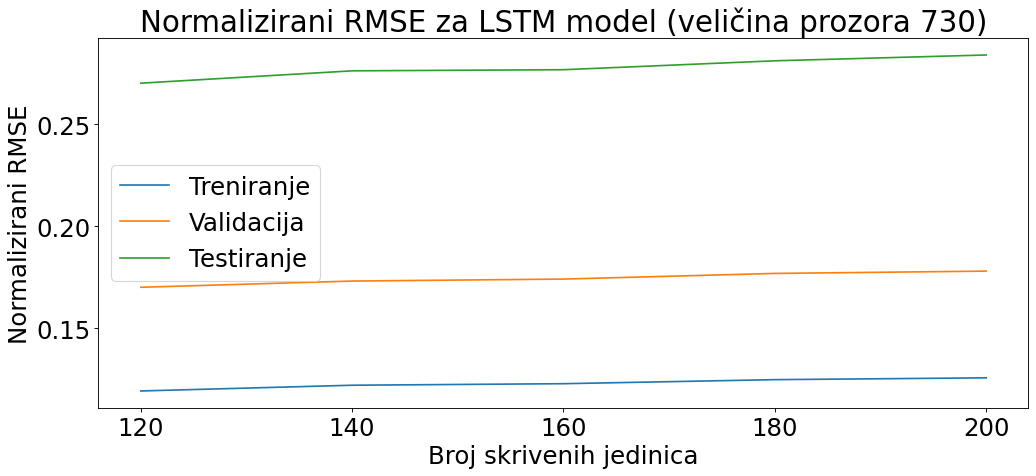 Normalizirani RMSE za LSTM model (veličina prozora 730)
Normalizirani RMSE
0.25
0.20
0.15
Treniranje
Validacija
Testiranje
120 140 160 180 200
Broj skrivenih jedinica